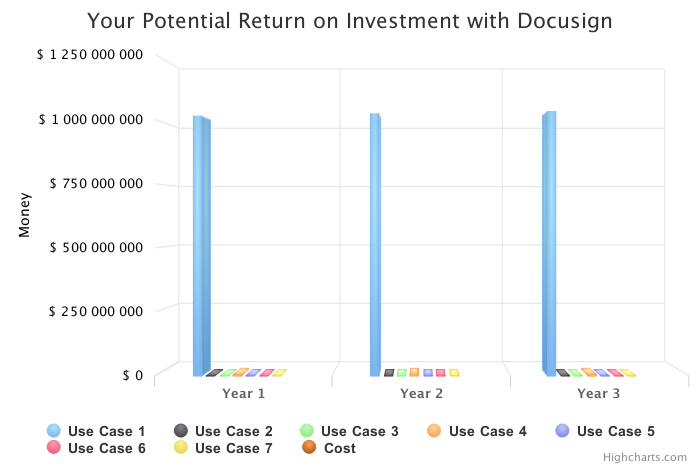 Your Potential Return on Investment with Docusign
$ 1 250 000 000
$ 1 000 000 000
$ 750 000 000
$ 500 000 000
$ 250 000 000
$ 0
Money
Year 1
Year 2
Year 3
Use Case 1
Use Case 2
Use Case 3
Use Case 4
Use Case 5
Use Case 6
Use Case 7
Cost
Highcharts.com